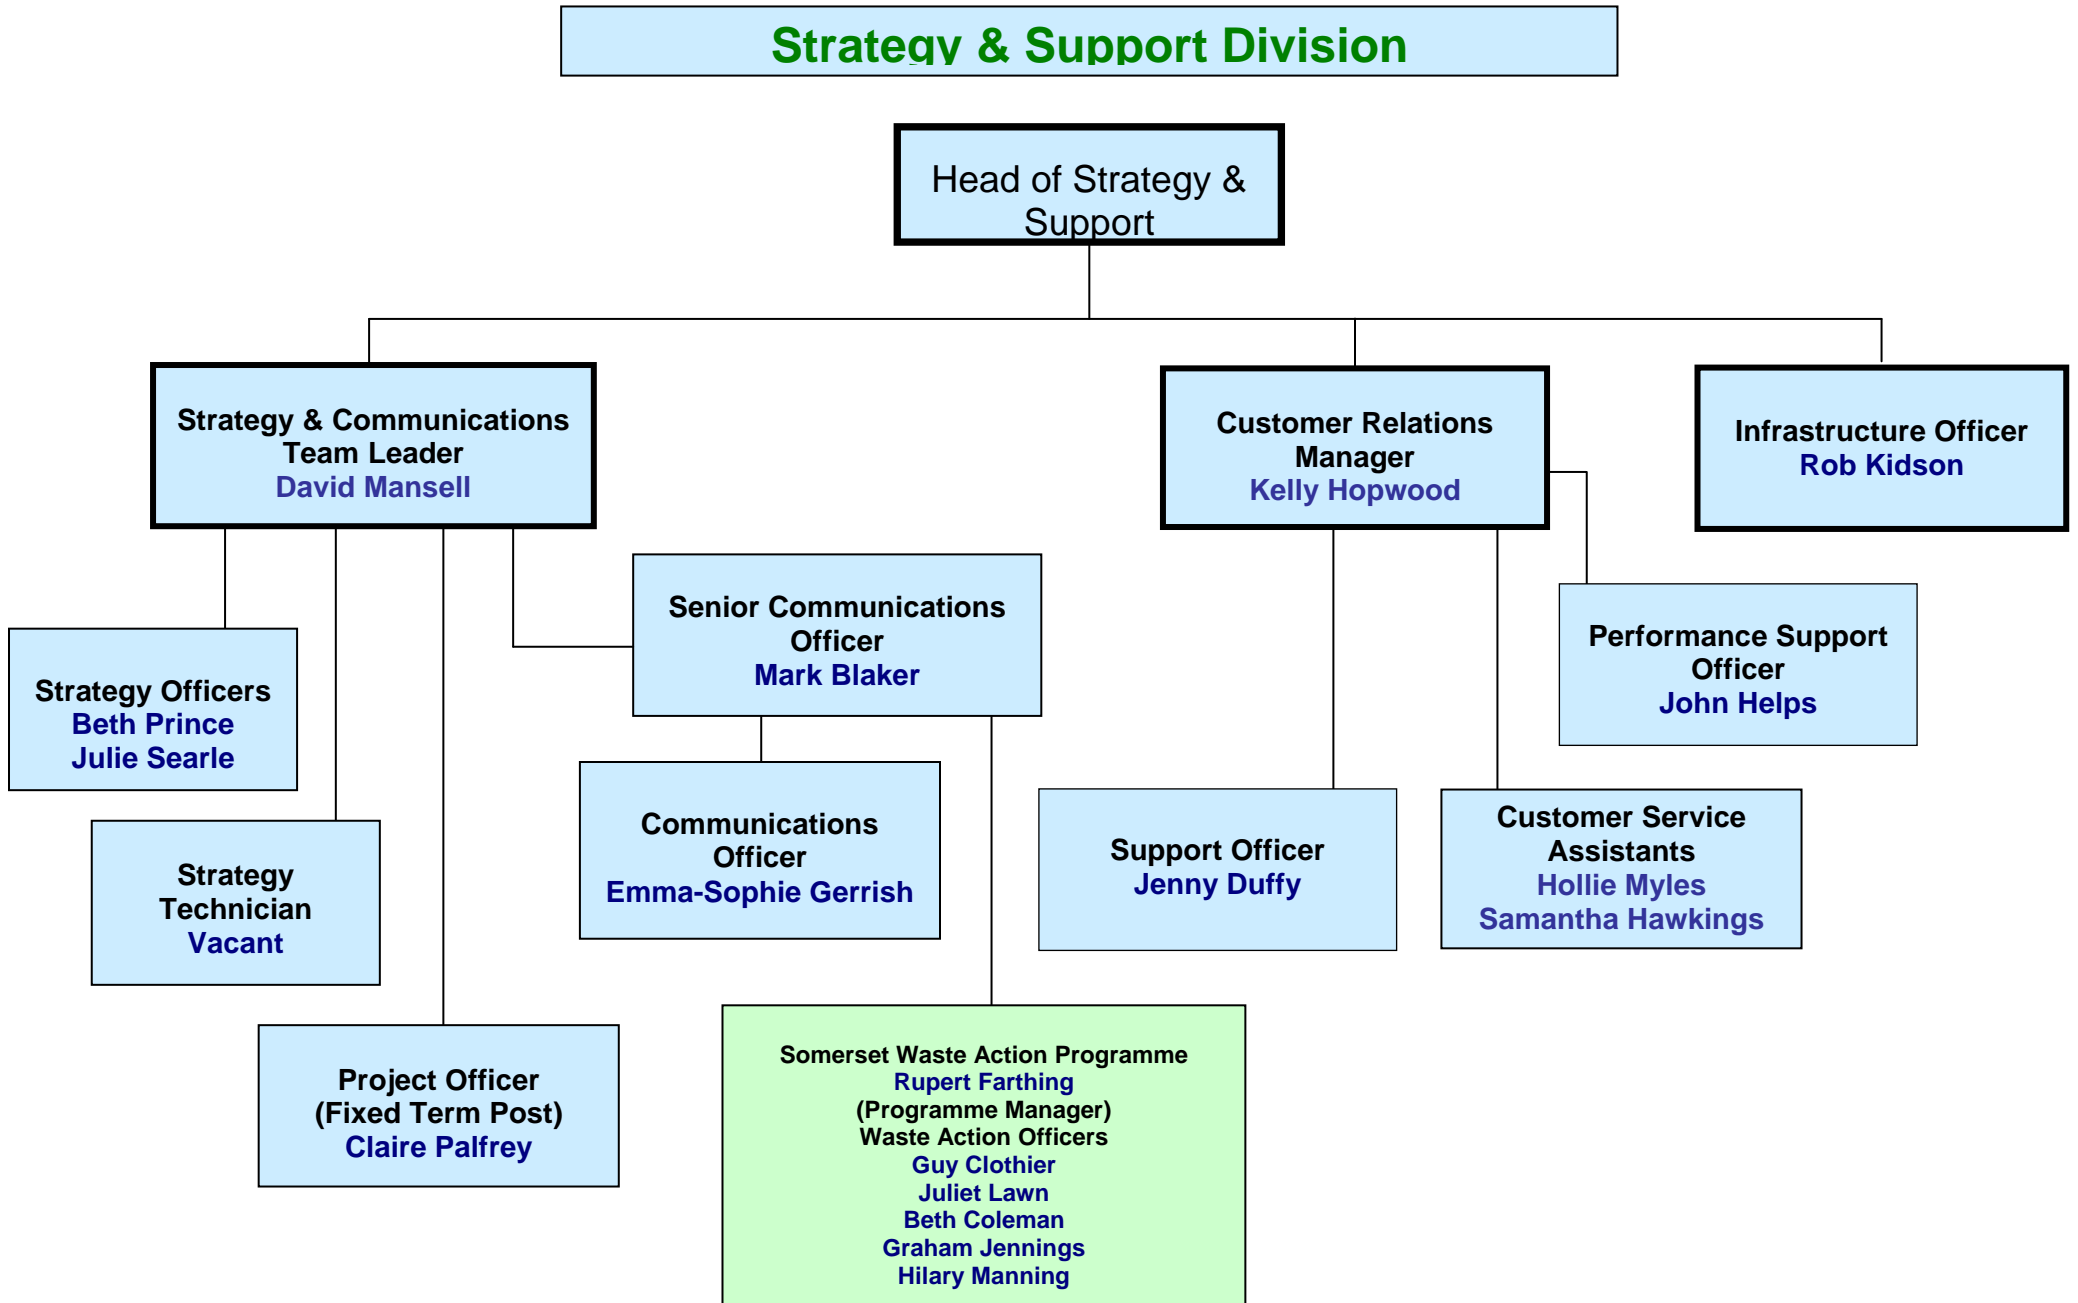 Strategy & Support Division
Head of Strategy &
Support
Strategy & Communications
Team Leader
David Mansell
Customer Relations
Manager
Kelly Hopwood
Infrastructure Officer
Rob Kidson
Senior Communications
Officer
Mark Blaker
Performance Support
Officer
John Helps
Strategy Officers
Beth Prince
Julie Searle
Communications
Officer
Emma-Sophie Gerrish
Support Officer
Jenny Duffy
Customer Service
Assistants
Hollie Myles
Samantha Hawkings
Strategy
Technician
Vacant
Project Officer
(Fixed Term Post)
Claire Palfrey
Somerset Waste Action Programme
Rupert Farthing
(Programme Manager)
Waste Action Officers
Guy Clothier
Juliet Lawn
Beth Coleman
Graham Jennings
Hilary Manning